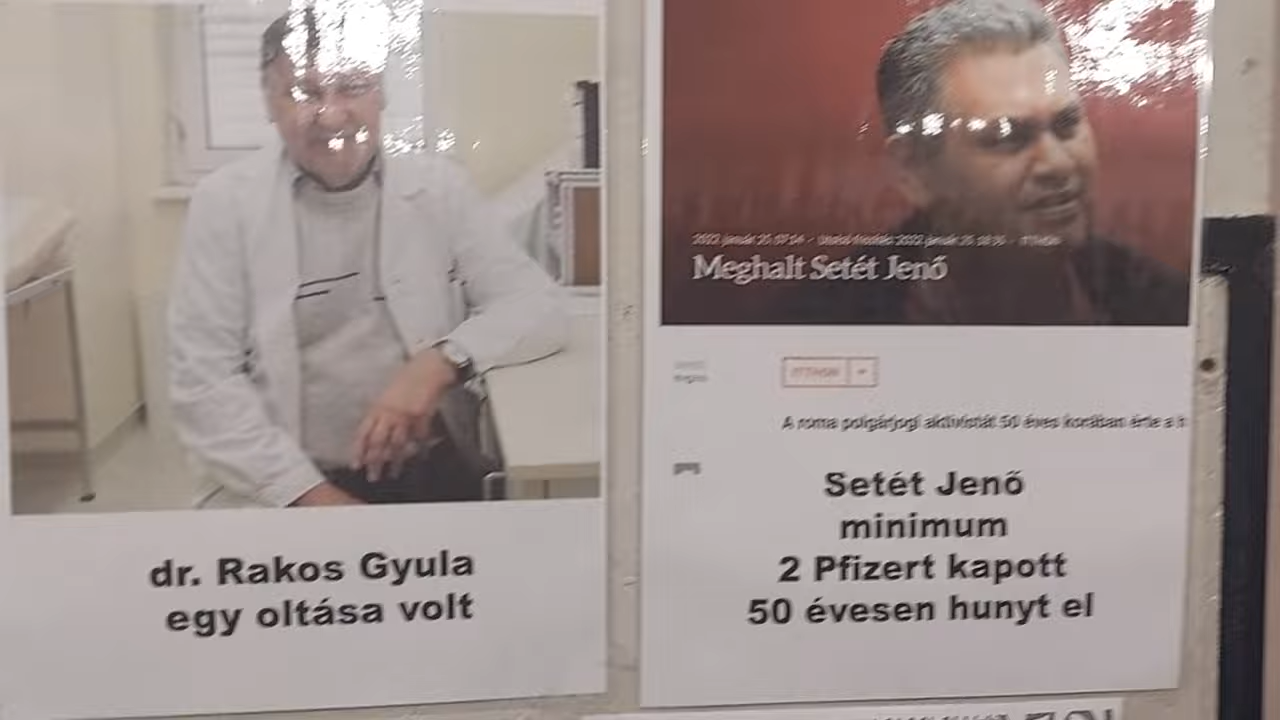 dr. Rakos Gyula
egy oltása volt
Meghalt Setét Jenő
ITTHON
A roma polgárjogi aktivistát 50 éves korában érte a h
Setét Jenő
minimum
2 Pfizert kapott
50 évesen hunyt el